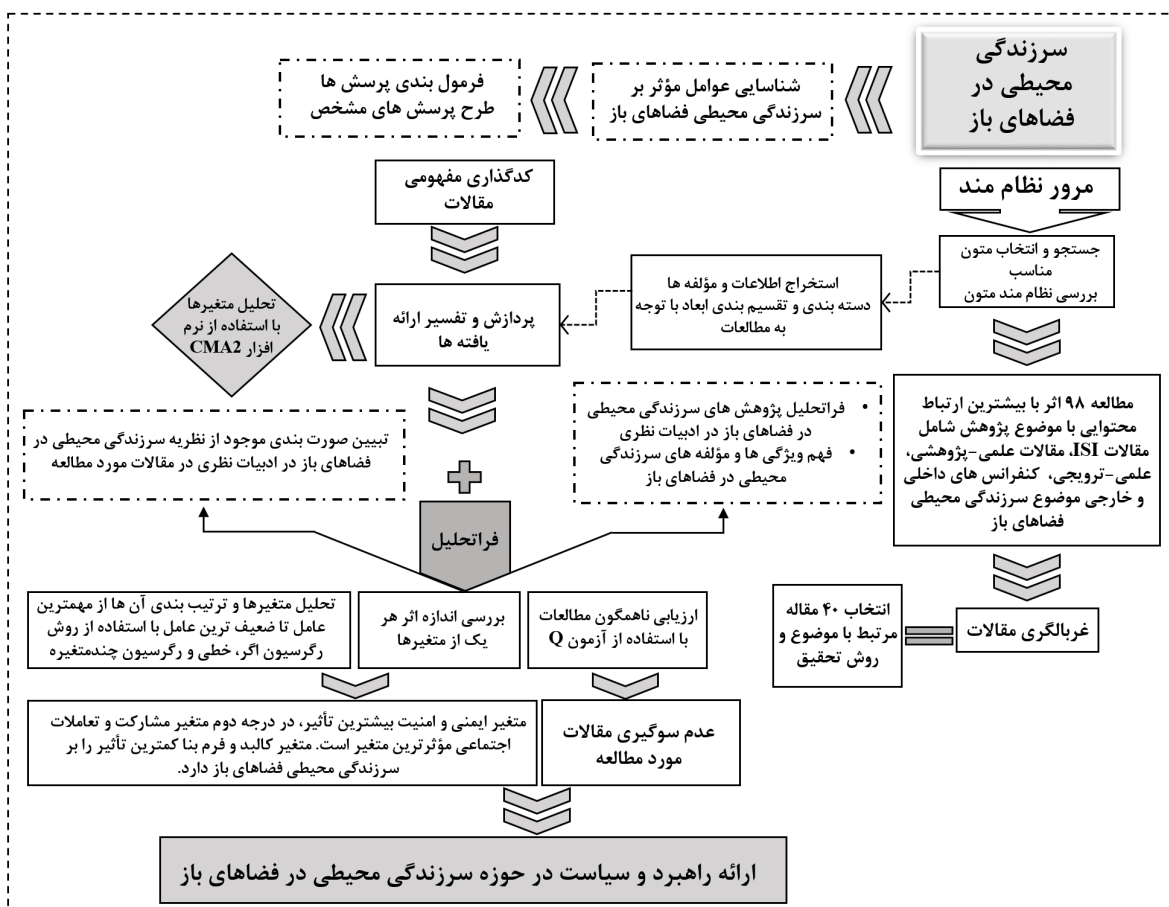 سرزندگی
محیطی در
فضاهای باز
شناسایی عوامل مؤثر بر
سرزندگی محیطی فضاهای باز
فرمول بندی پرسش ها
طرح پرسش های مشخص
مرور نظام مند
جستجو و انتخاب متون
مناسب
بررسی نظام مند متون
استخراج اطلاعات و مؤلفه ها
دسته بندی و تقسیم بندی ابعاد با توجه
به مطالعات
کدگذاری مفهومی
مقالات
پردازش و تفسیر ارائه
یافته ها
تحلیل متغیرها
با استفاده از نرم
افزار CMA2
مطالعه ۹۸ اثر با بیشترین ارتباط
محتوایی با موضوع پژوهش شامل
مقالات ISI، مقالات علمی-پژوهشی،
علمی-ترویجی، کنفرانس های داخلی
و خارجی موضوع سرزندگی محیطی
فضاهای باز
غربالگری مقالات
انتخاب ۴۰ مقاله
مرتبط با موضوع و
روش تحقیق
• فراتحلیل پژوهش های سرزندگی محیطی
در فضاهای باز در ادبیات نظری
• فهم ویژگی ها و مؤلفه های سرزندگی
محیطی در فضاهای باز
تبیین صورت بندی موجود از نظریه سرزندگی محیطی در
فضاهای باز در ادبیات نظری در مقالات مورد مطالعه
فراتحلیل
ارزیابی ناهمگون مطالعات
با استفاده از آزمون Q
بررسی اندازه اثر هر
یک از متغیرها
تحلیل متغیرها و ترتیب بندی آن ها از مهمترین
عامل تا ضعیف ترین عامل با استفاده از روش
رگرسیون اگر، خطی و رگرسیون چندمتغیره
عدم سوگیری مقالات
مورد مطالعه
متغیر ایمنی و امنیت بیشترین تأثیر، در درجه دوم متغیر مشارکت و تعاملات
اجتماعی مؤثرترین متغیر است. متغیر کالبد و فرم بنا کمترین تأثیر را بر
سرزندگی محیطی فضاهای باز دارد.
ارائه راهبرد و سیاست در حوزه سرزندگی محیطی در فضاهای باز